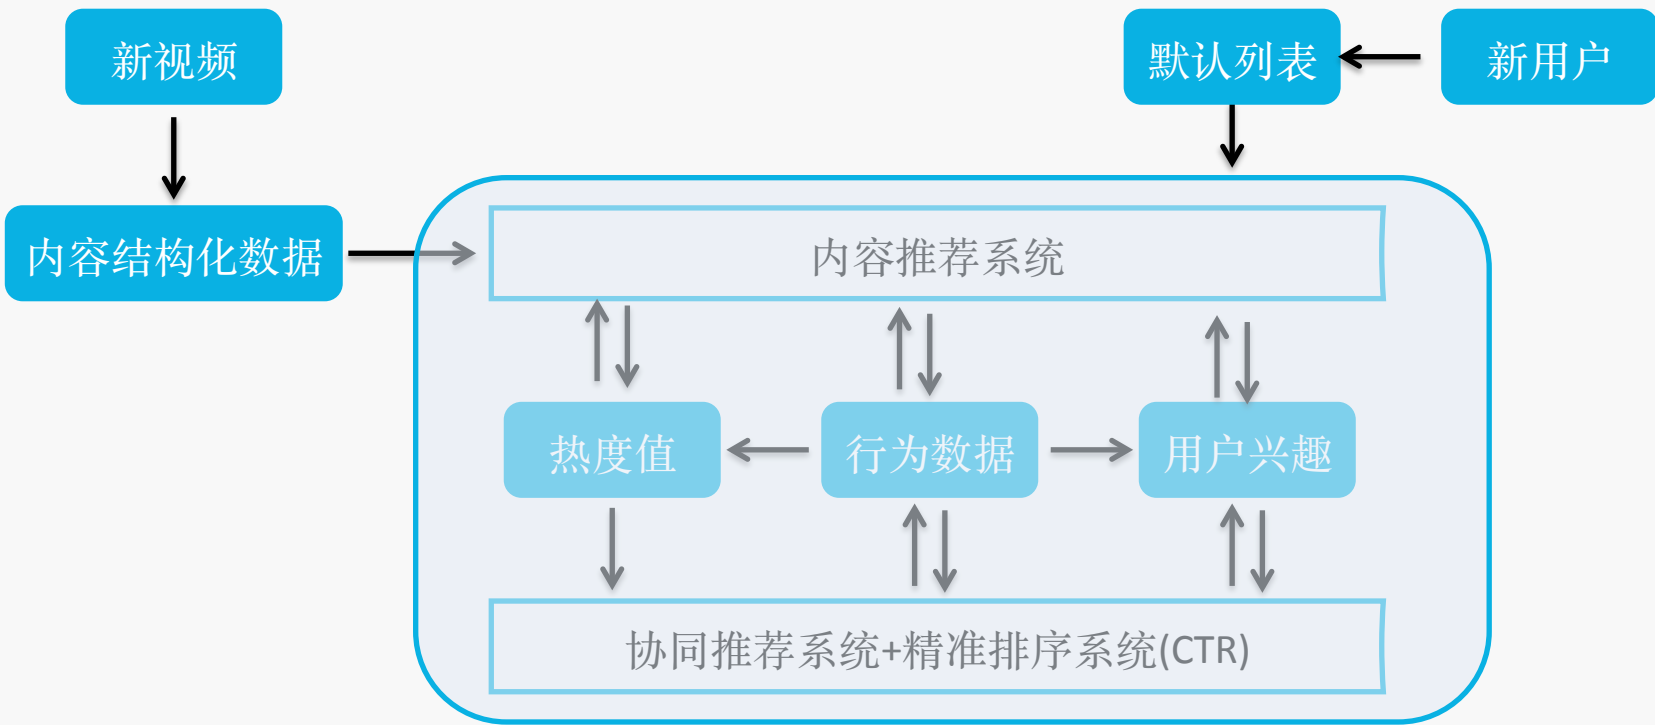 新视频
默认列表
新用户
内容结构化数据
内容推荐系统
热度值
行为数据
用户兴趣
协同推荐系统+精准排序系统(CTR)